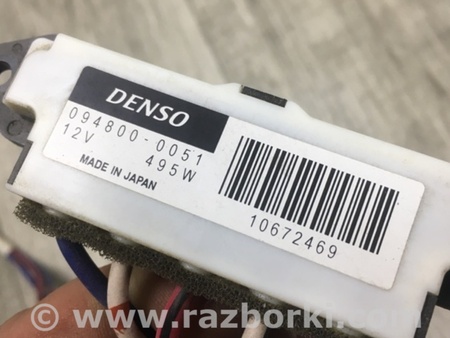 DENSO
094800-0051
12V 495W
MADE IN JAPAN
10672469
© www.razborki.com